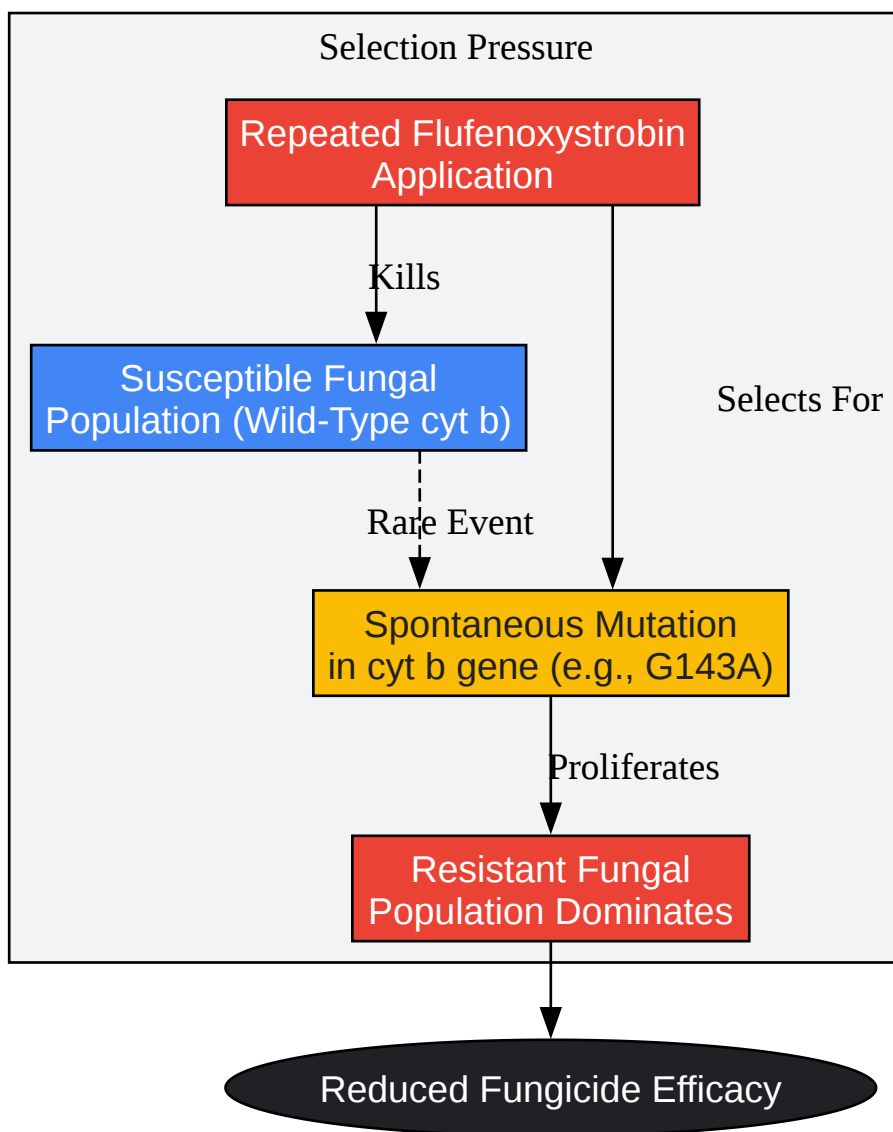 Selection Pressure
Repeated Flufenoxystrobin
Application
Kills
Susceptible Fungal
Population (Wild-Type cyt b)
Selects For
Rare Event
Spontaneous Mutation
in cyt b gene (e.g., G143A)
Proliferates
Resistant Fungal
Population Dominates
Reduced Fungicide Efficacy